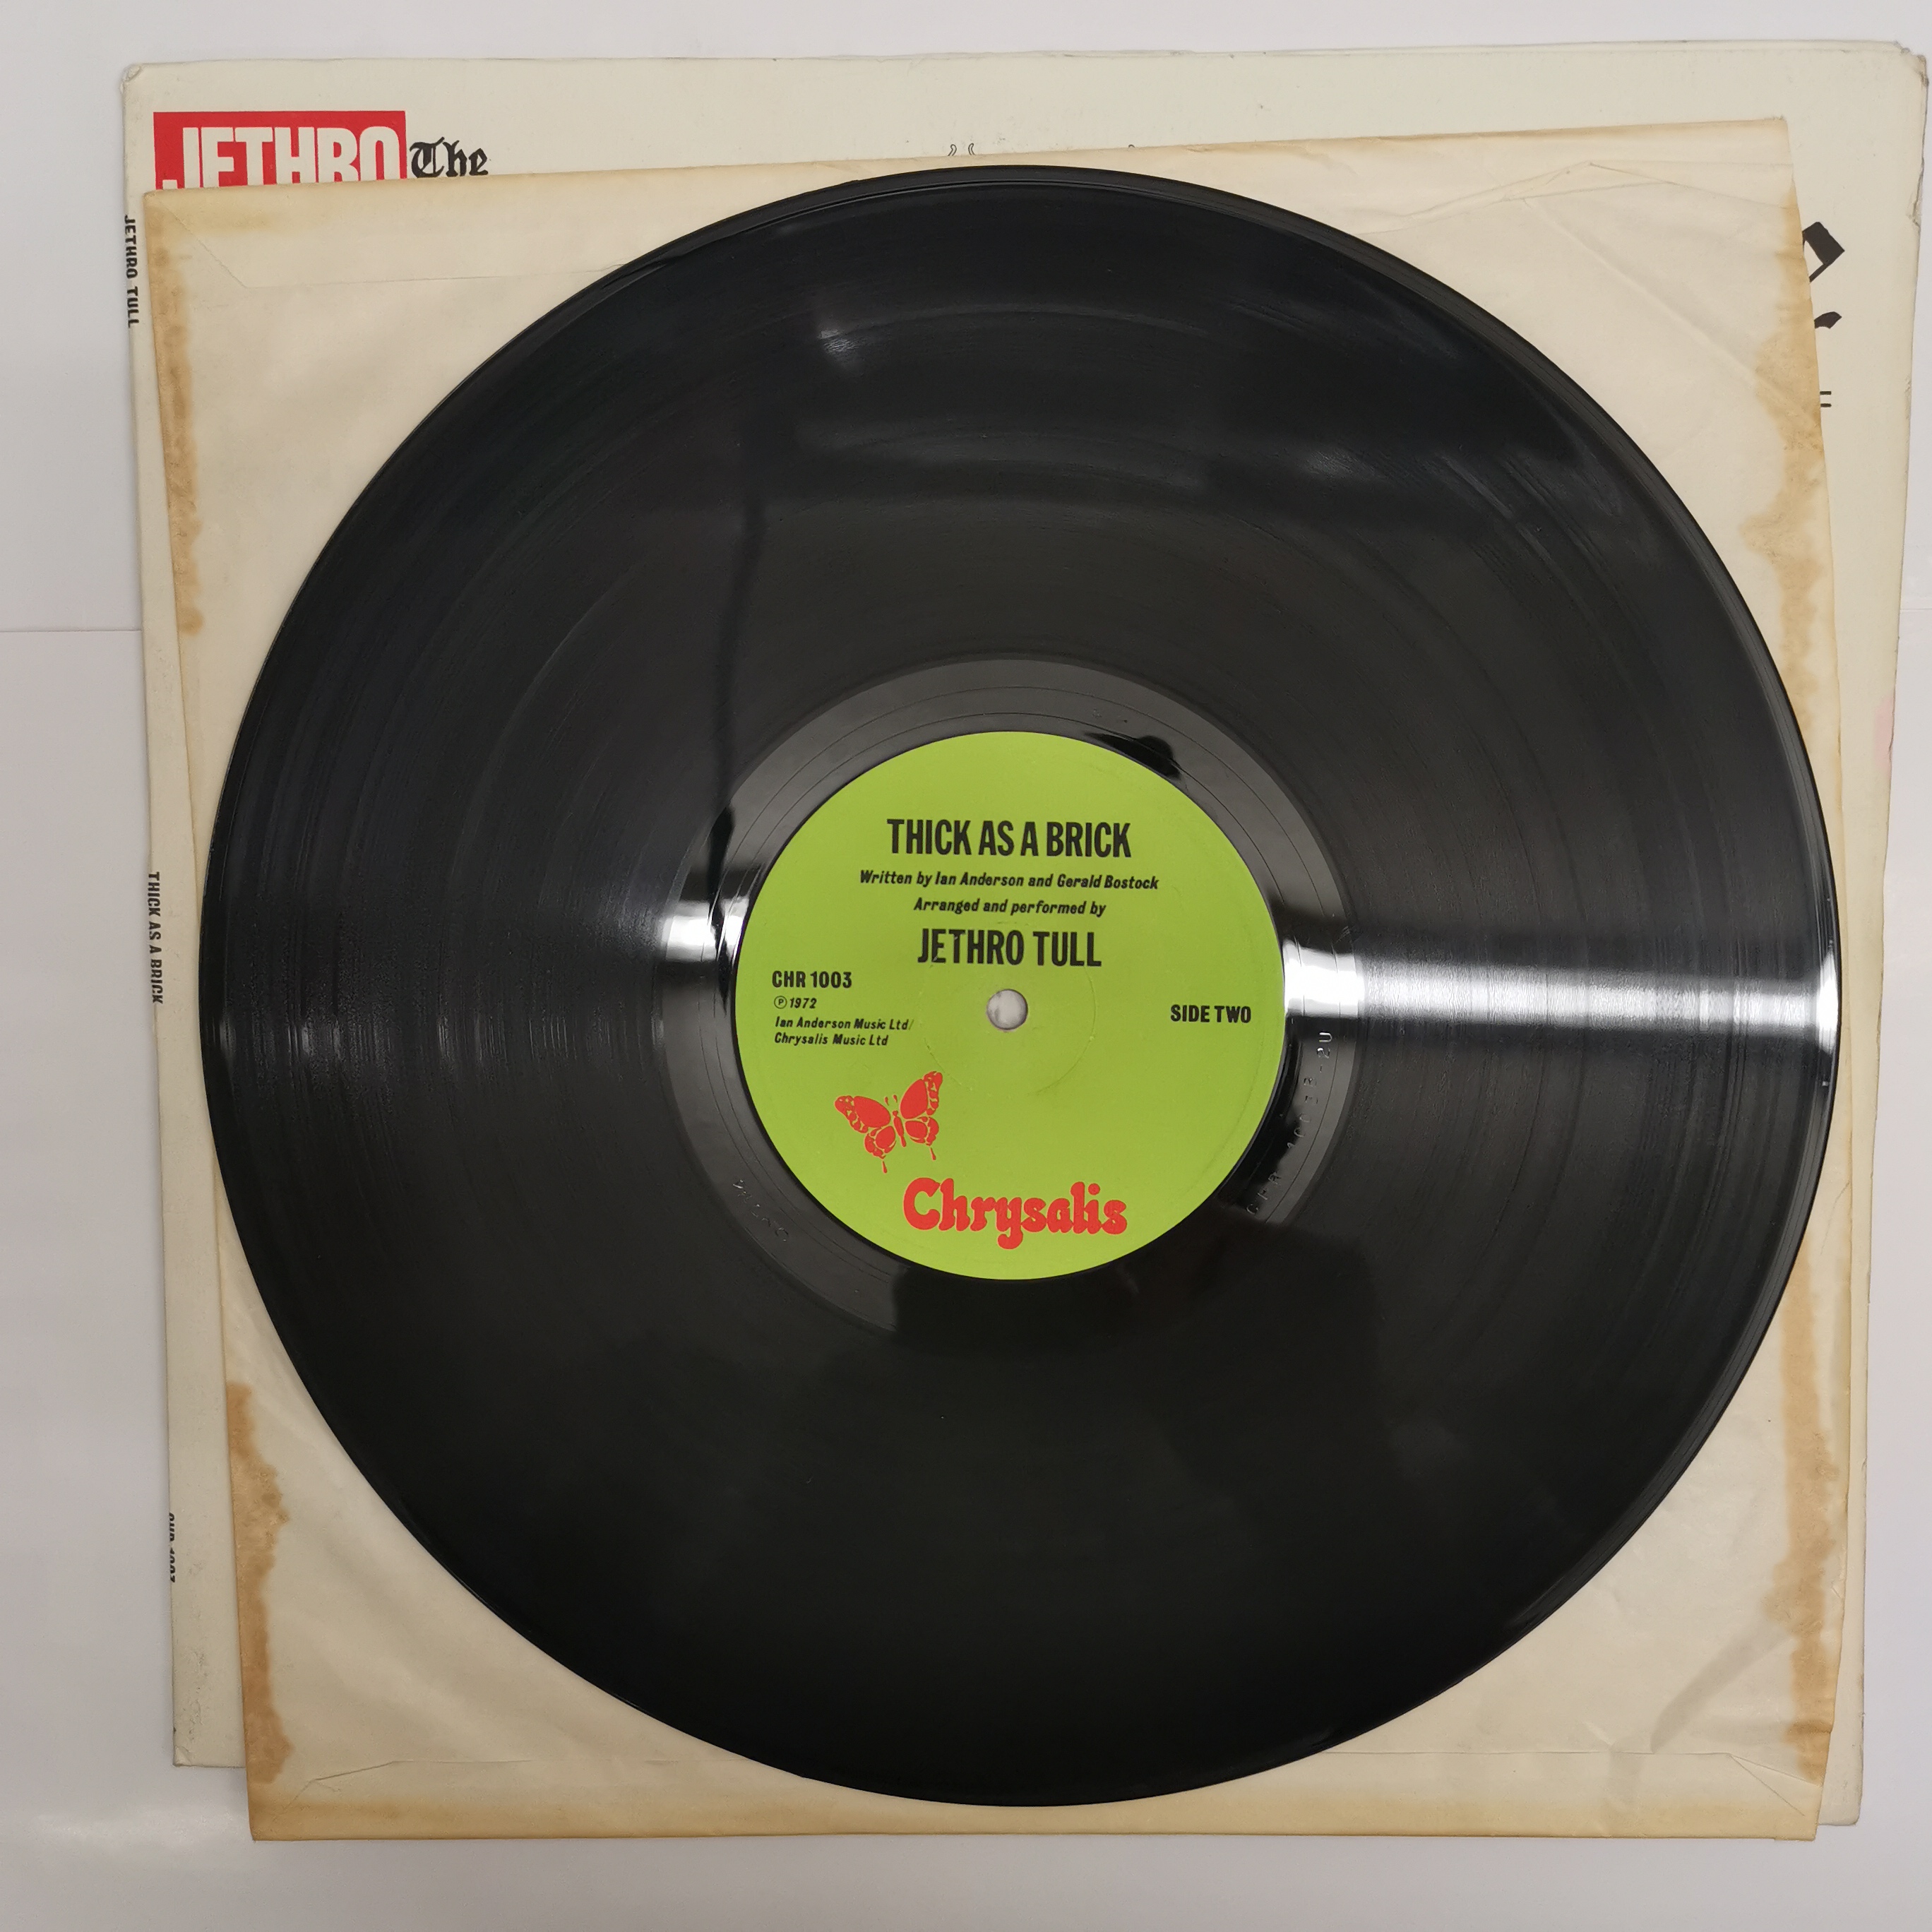 JETHRO
The
JETHRO TULL
THICK AS A BRICK
THICK AS A BRICK
Written by Ian Anderson and Gerald Bostock
Arranged and performed by
JETHRO TULL
CHR 1003
Ⓟ 1972
Ian Anderson Music Ltd/
Chrysalis Music Ltd
SIDE TWO
Chrysalis